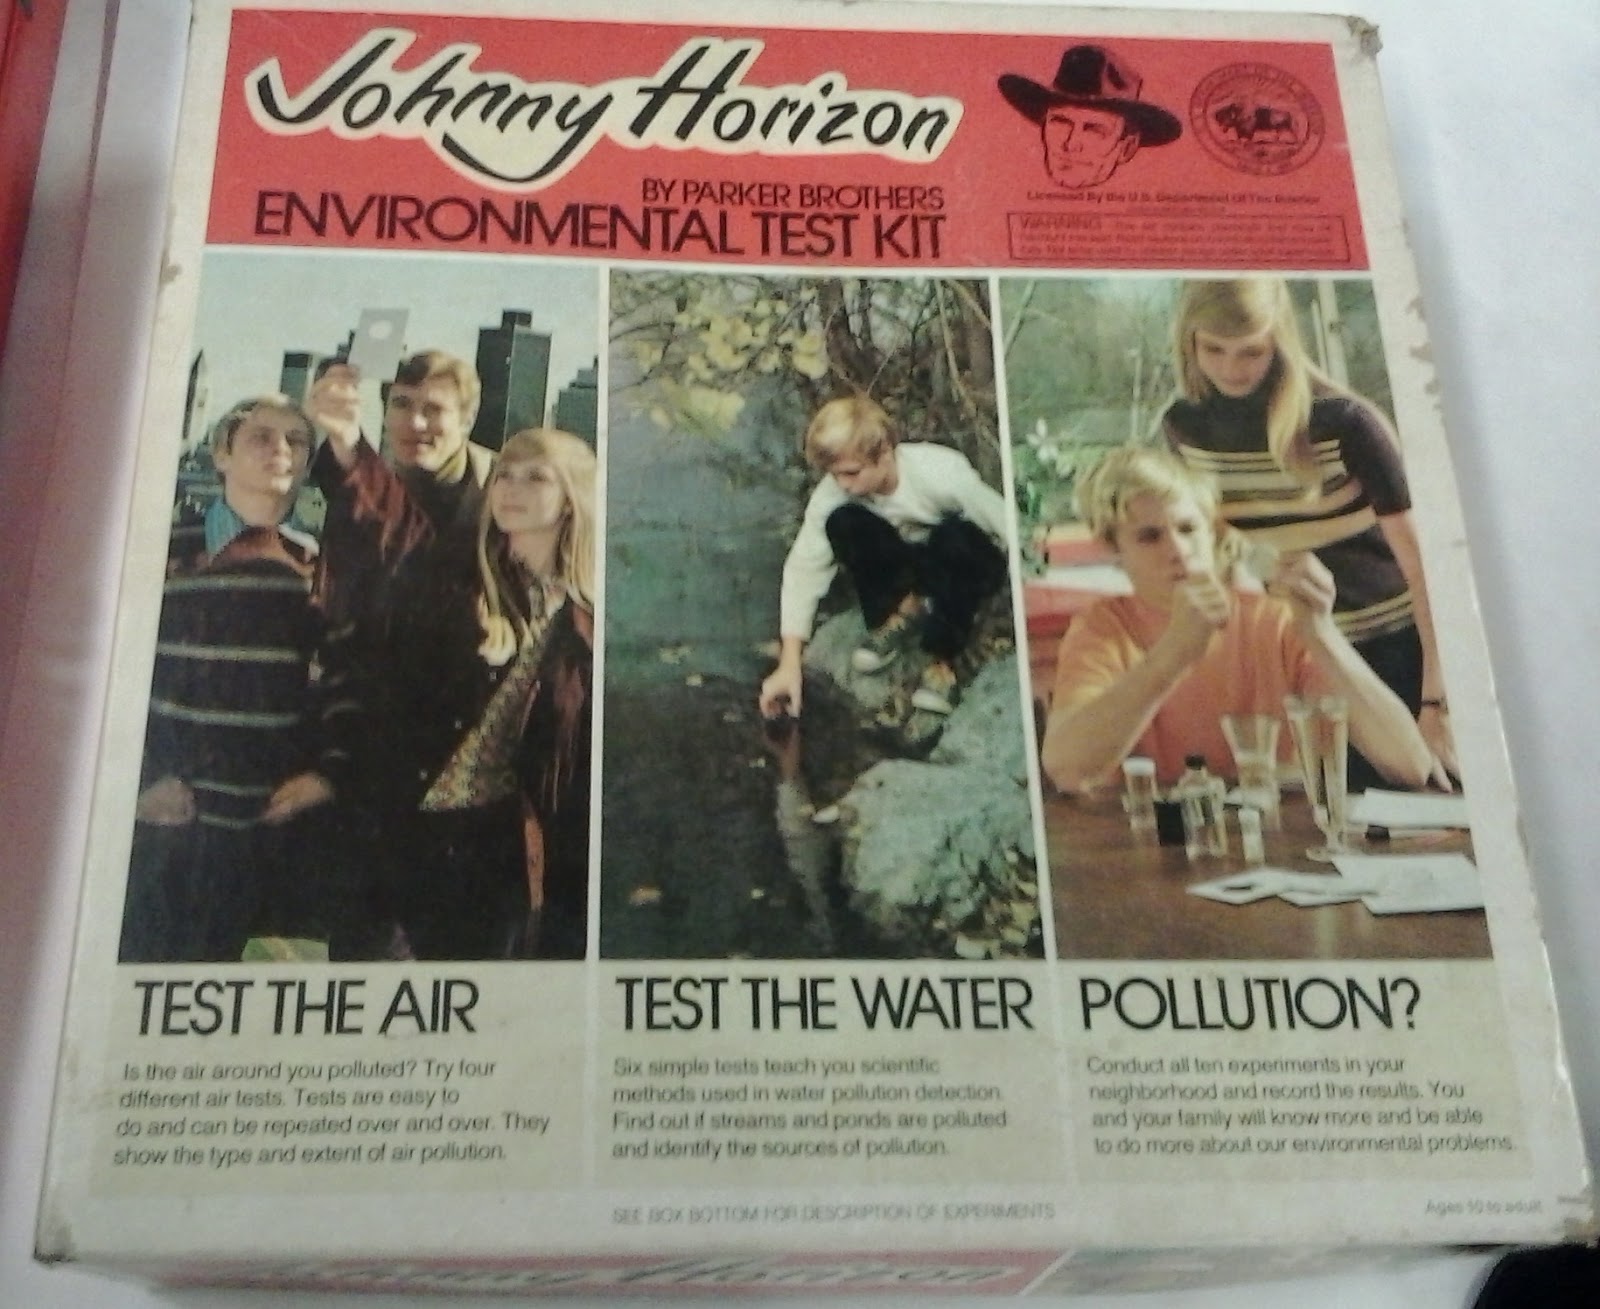 Johnny Horizon
BY PARKER BROTHERS
ENVIRONMENTAL TEST KIT
Licensed By the U.S. Department Of The Interior
WARNING
TEST THE AIR
Is the air around you polluted? Try four
different air tests. Tests are easy to
do and can be repeated over and over. They
show the type and extent of air pollution.
TEST THE WATER
Six simple tests teach you scientific
methods used in water pollution detection.
Find out if streams and ponds are polluted
and identify the sources of pollution.
POLLUTION?
Conduct all ten experiments in your
neighborhood and record the results. You
and your family will know more and be able
to do more about our environmental problems.
SEE BOX BOTTOM FOR DESCRIPTION OF EXPERIMENTS
Ages 10 to adult
Johnny Horizon